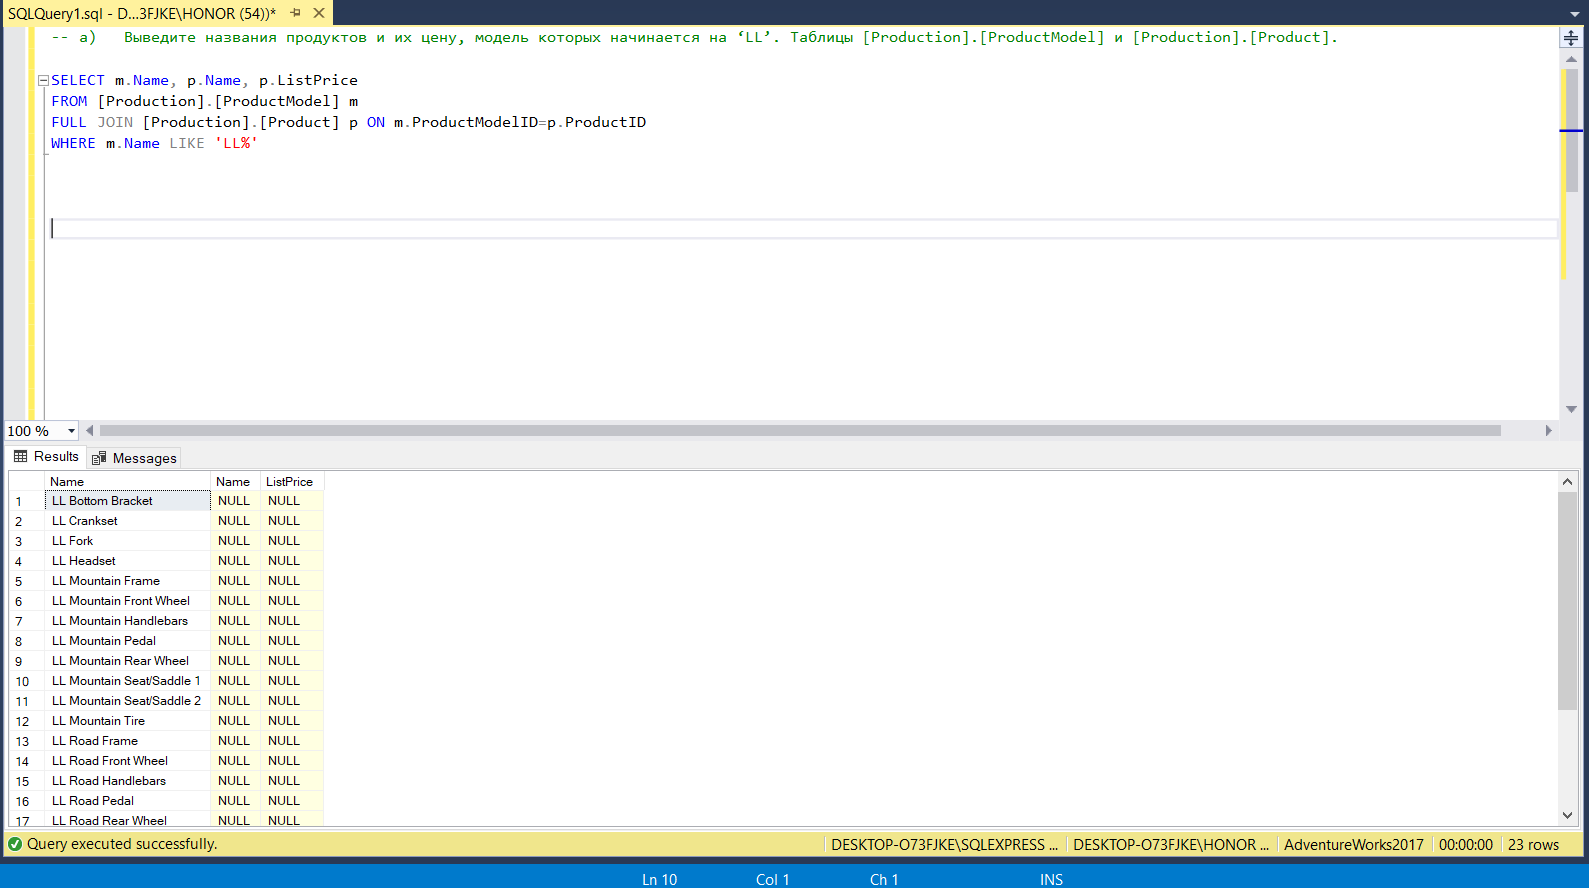 SQLQuery1.sql - D...3FJKE\HONOR (54))*
-- a) Выведите названия продуктов и их цену, модель которых начинается на ‘LL’. Таблицы [Production].[ProductModel] и [Production].[Product].
SELECT m.Name, p.Name, p.ListPrice
FROM [Production].[ProductModel] m
FULL JOIN [Production].[Product] p ON m.ProductModelID=p.ProductID
WHERE m.Name LIKE 'LL%'
100 %
Results Messages
Name Name ListPrice
1 LL Bottom Bracket NULL NULL
2 LL Crankset NULL NULL
3 LL Fork NULL NULL
4 LL Headset NULL NULL
5 LL Mountain Frame NULL NULL
6 LL Mountain Front Wheel NULL NULL
7 LL Mountain Handlebars NULL NULL
8 LL Mountain Pedal NULL NULL
9 LL Mountain Rear Wheel NULL NULL
10 LL Mountain Seat/Saddle 1 NULL NULL
11 LL Mountain Seat/Saddle 2 NULL NULL
12 LL Mountain Tire NULL NULL
13 LL Road Frame NULL NULL
14 LL Road Front Wheel NULL NULL
15 LL Road Handlebars NULL NULL
16 LL Road Pedal NULL NULL
17 LL Road Rear Wheel NULL NULL
Query executed successfully. DESKTOP-O73FJKE\SQLEXPRESS ... DESKTOP-O73FJKE\HONOR ... AdventureWorks2017 00:00:00 23 rows
Ln 10 Col 1 Ch 1 INS